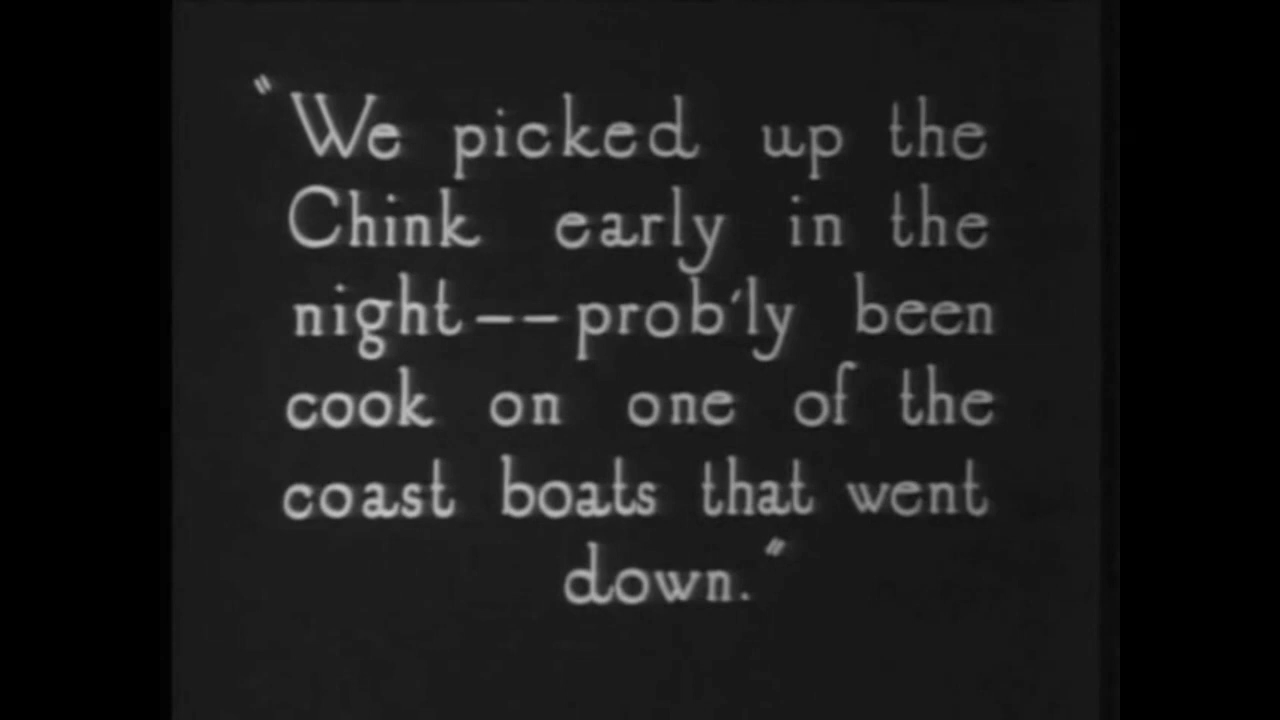 "We picked up the
Chink early in the
night--prob'ly been
cook on one of the
coast boats that went
down."